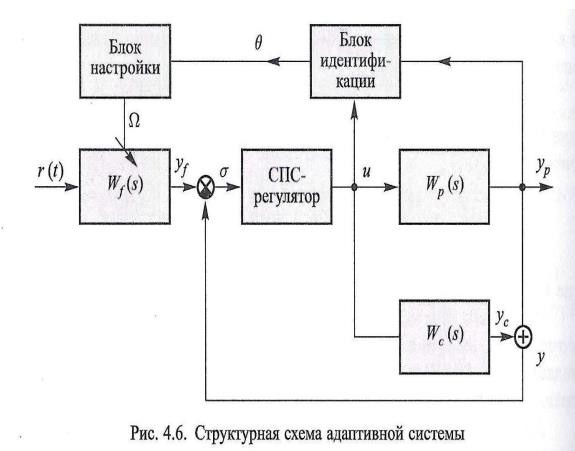 Блок
настройки
θ
Блок
идентифи-
кации
Ω
r(t)
W_f(s)
y_f
σ
СПС-
регулятор
u
W_p(s)
y_p
W_c(s)
y_c
y
Рис. 4.6. Структурная схема адаптивной системы